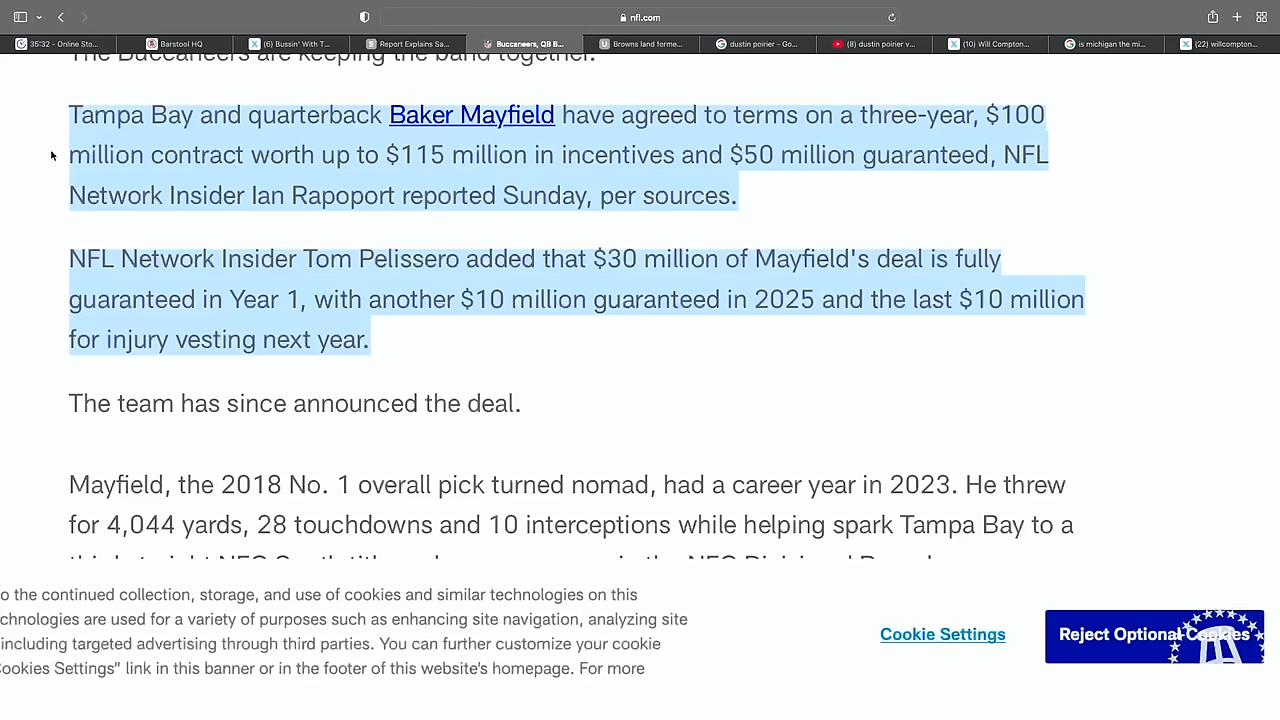 nfl.com
35:32 - Online Sto...
Barstool HQ
(6) Bussin' With T...
Report Explains Sa...
Buccaneers, QB B...
Browns land forme...
dustin poirier - Go...
(8) dustin poirier v...
(10) Will Compton...
is michigan the mi...
(22) willcompton...
The Buccaneers are keeping the band together.
Tampa Bay and quarterback Baker Mayfield have agreed to terms on a three-year, $100
million contract worth up to $115 million in incentives and $50 million guaranteed, NFL
Network Insider Ian Rapoport reported Sunday, per sources.
NFL Network Insider Tom Pelissero added that $30 million of Mayfield's deal is fully
guaranteed in Year 1, with another $10 million guaranteed in 2025 and the last $10 million
for injury vesting next year.
The team has since announced the deal.
Mayfield, the 2018 No. 1 overall pick turned nomad, had a career year in 2023. He threw
for 4,044 yards, 28 touchdowns and 10 interceptions while helping spark Tampa Bay to a
o the continued collection, storage, and use of cookies and similar technologies on this
chnologies are used for a variety of purposes such as enhancing site navigation, analyzing site
including targeted advertising through third parties. You can further customize your cookie
ookies Settings” link in this banner or in the footer of this website's homepage. For more
Cookie Settings
Reject Optional Cookies